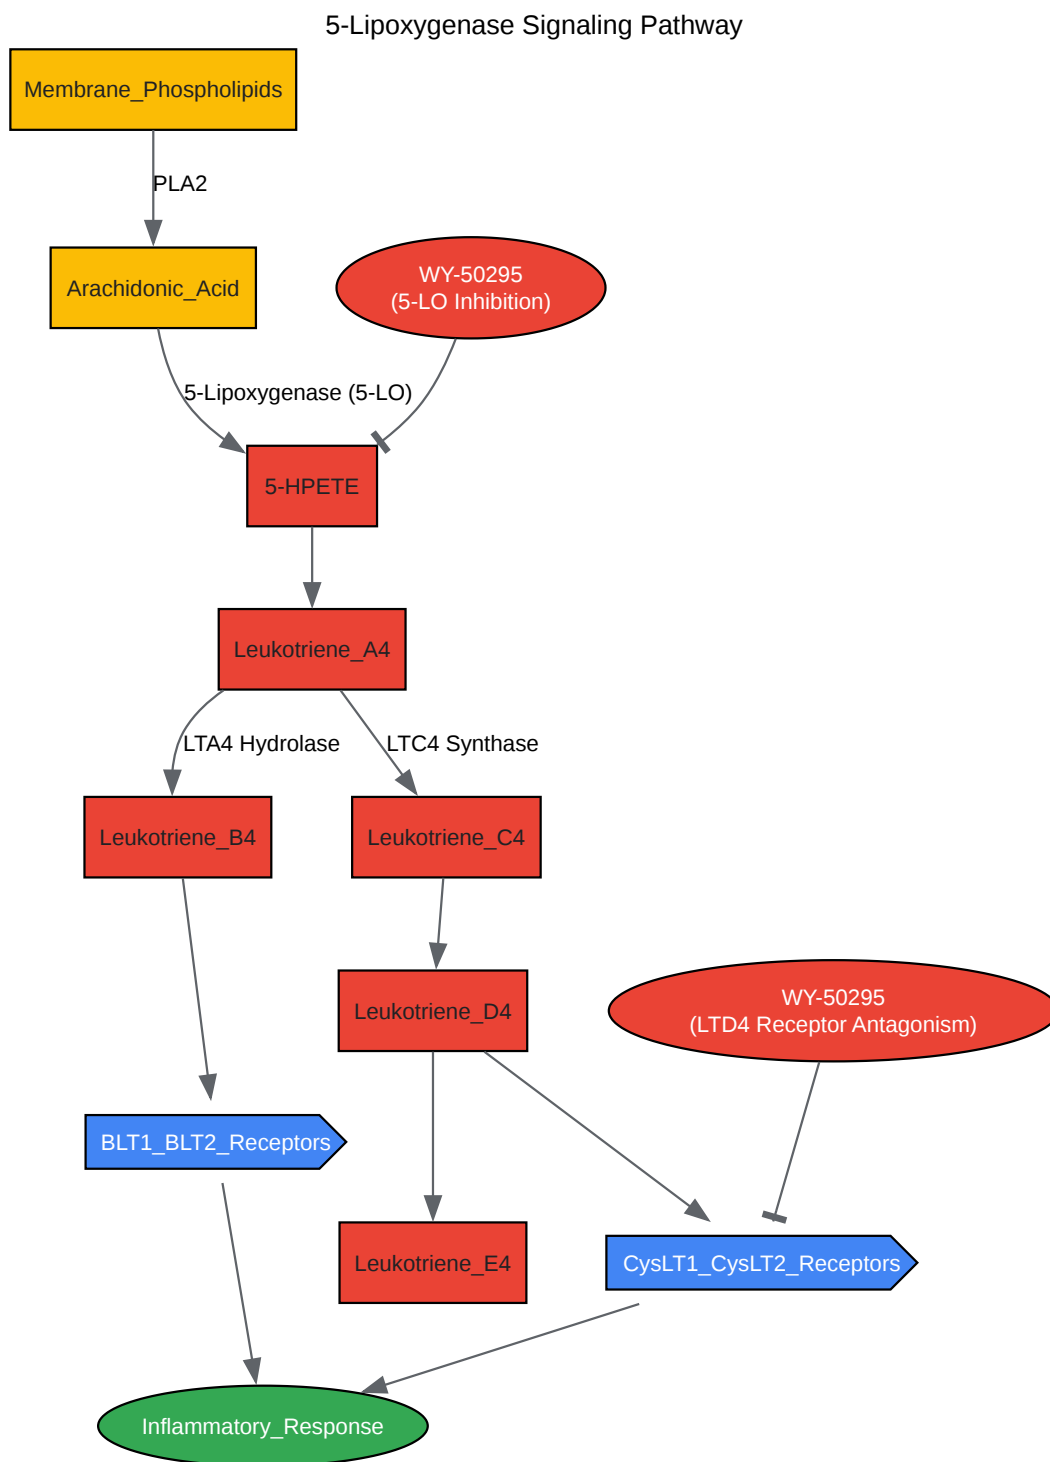 5-Lipoxygenase Signaling Pathway
Membrane_Phospholipids
PLA2
Arachidonic_Acid
WY-50295
(5-LO Inhibition)
5-Lipoxygenase (5-LO)
5-HPETE
Leukotriene_A4
LTA4 Hydrolase
LTC4 Synthase
Leukotriene_B4
Leukotriene_C4
Leukotriene_D4
WY-50295
(LTD4 Receptor Antagonism)
BLT1_BLT2_Receptors
Leukotriene_E4
CysLT1_CysLT2_Receptors
Inflammatory_Response